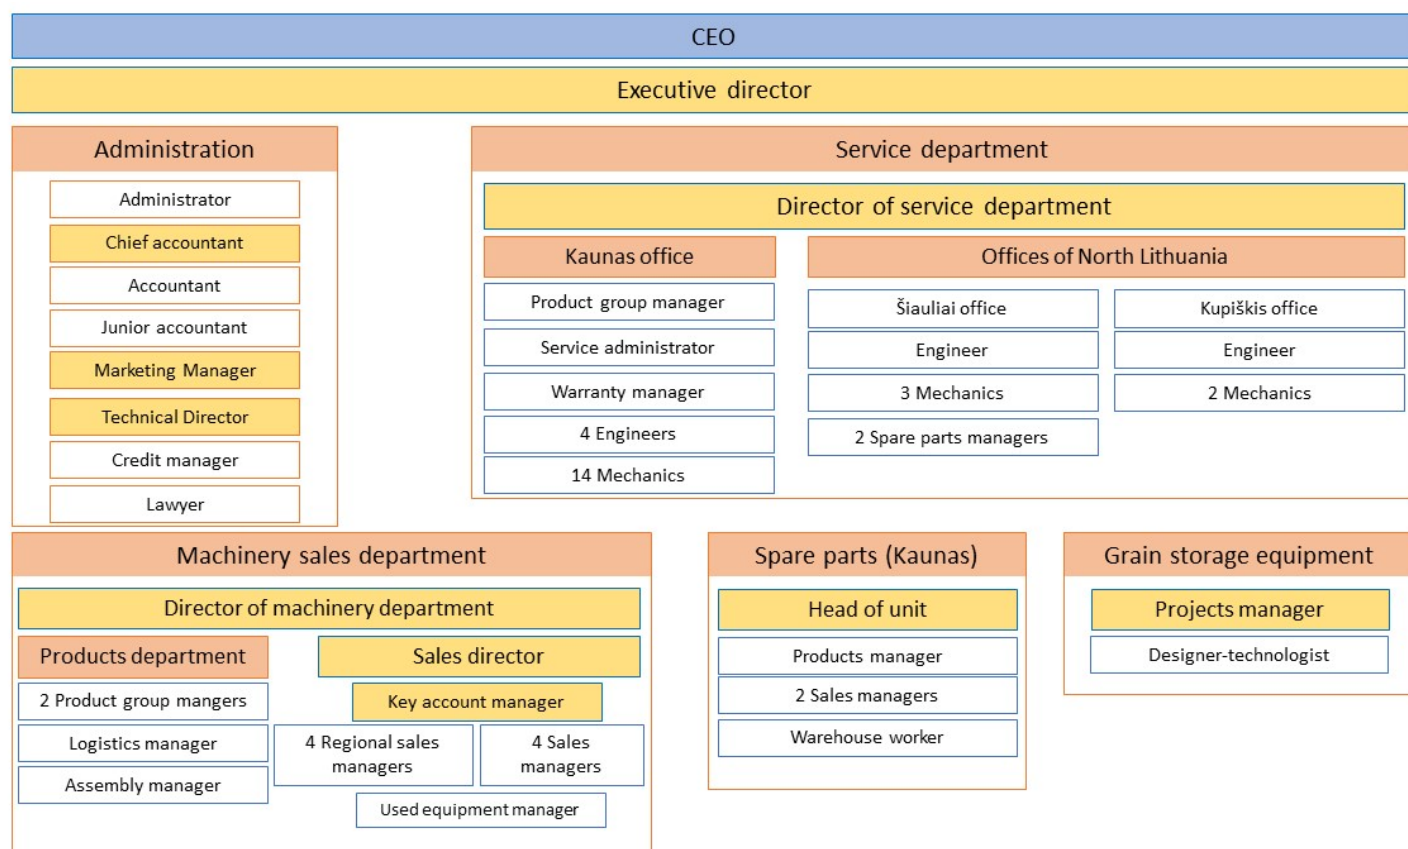 CEO
Executive director
Administration
Administrator
Chief accountant
Accountant
Junior accountant
Marketing Manager
Technical Director
Credit manager
Lawyer
Service department
Director of service department
Kaunas office
Product group manager
Service administrator
Warranty manager
4 Engineers
14 Mechanics
Offices of North Lithuania
Šiauliai office
Engineer
3 Mechanics
2 Spare parts managers
Kupiškis office
Engineer
2 Mechanics
Machinery sales department
Director of machinery department
Products department
2 Product group mangers
Logistics manager
Assembly manager
Sales director
Key account manager
4 Regional sales
managers
4 Sales
managers
Used equipment manager
Spare parts (Kaunas)
Head of unit
Products manager
2 Sales managers
Warehouse worker
Grain storage equipment
Projects manager
Designer-technologist